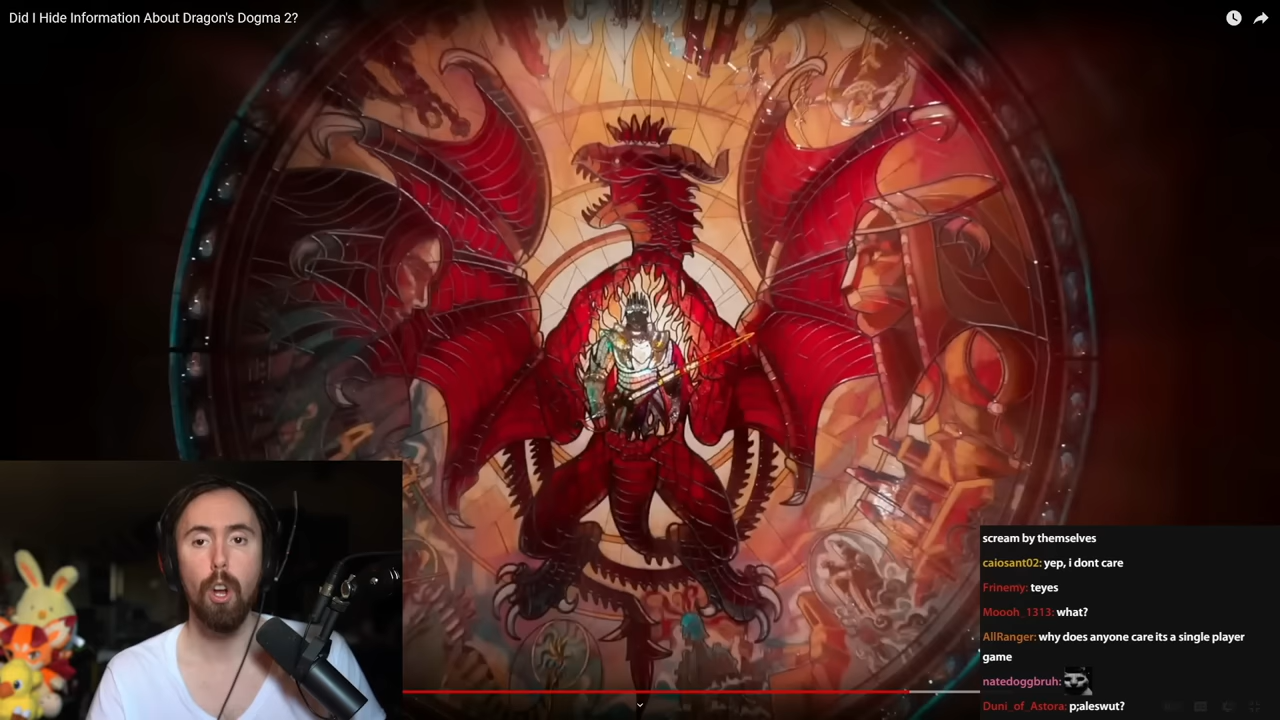 Did I Hide Information About Dragon's Dogma 2?
scream by themselves
caiosant02: yep, i dont care
Frinemy: teyes
Moooh_1313: what?
AllRanger: why does anyone care its a single player
game
natedoggbruh:
Duni_of_Astora: p;aleswut?